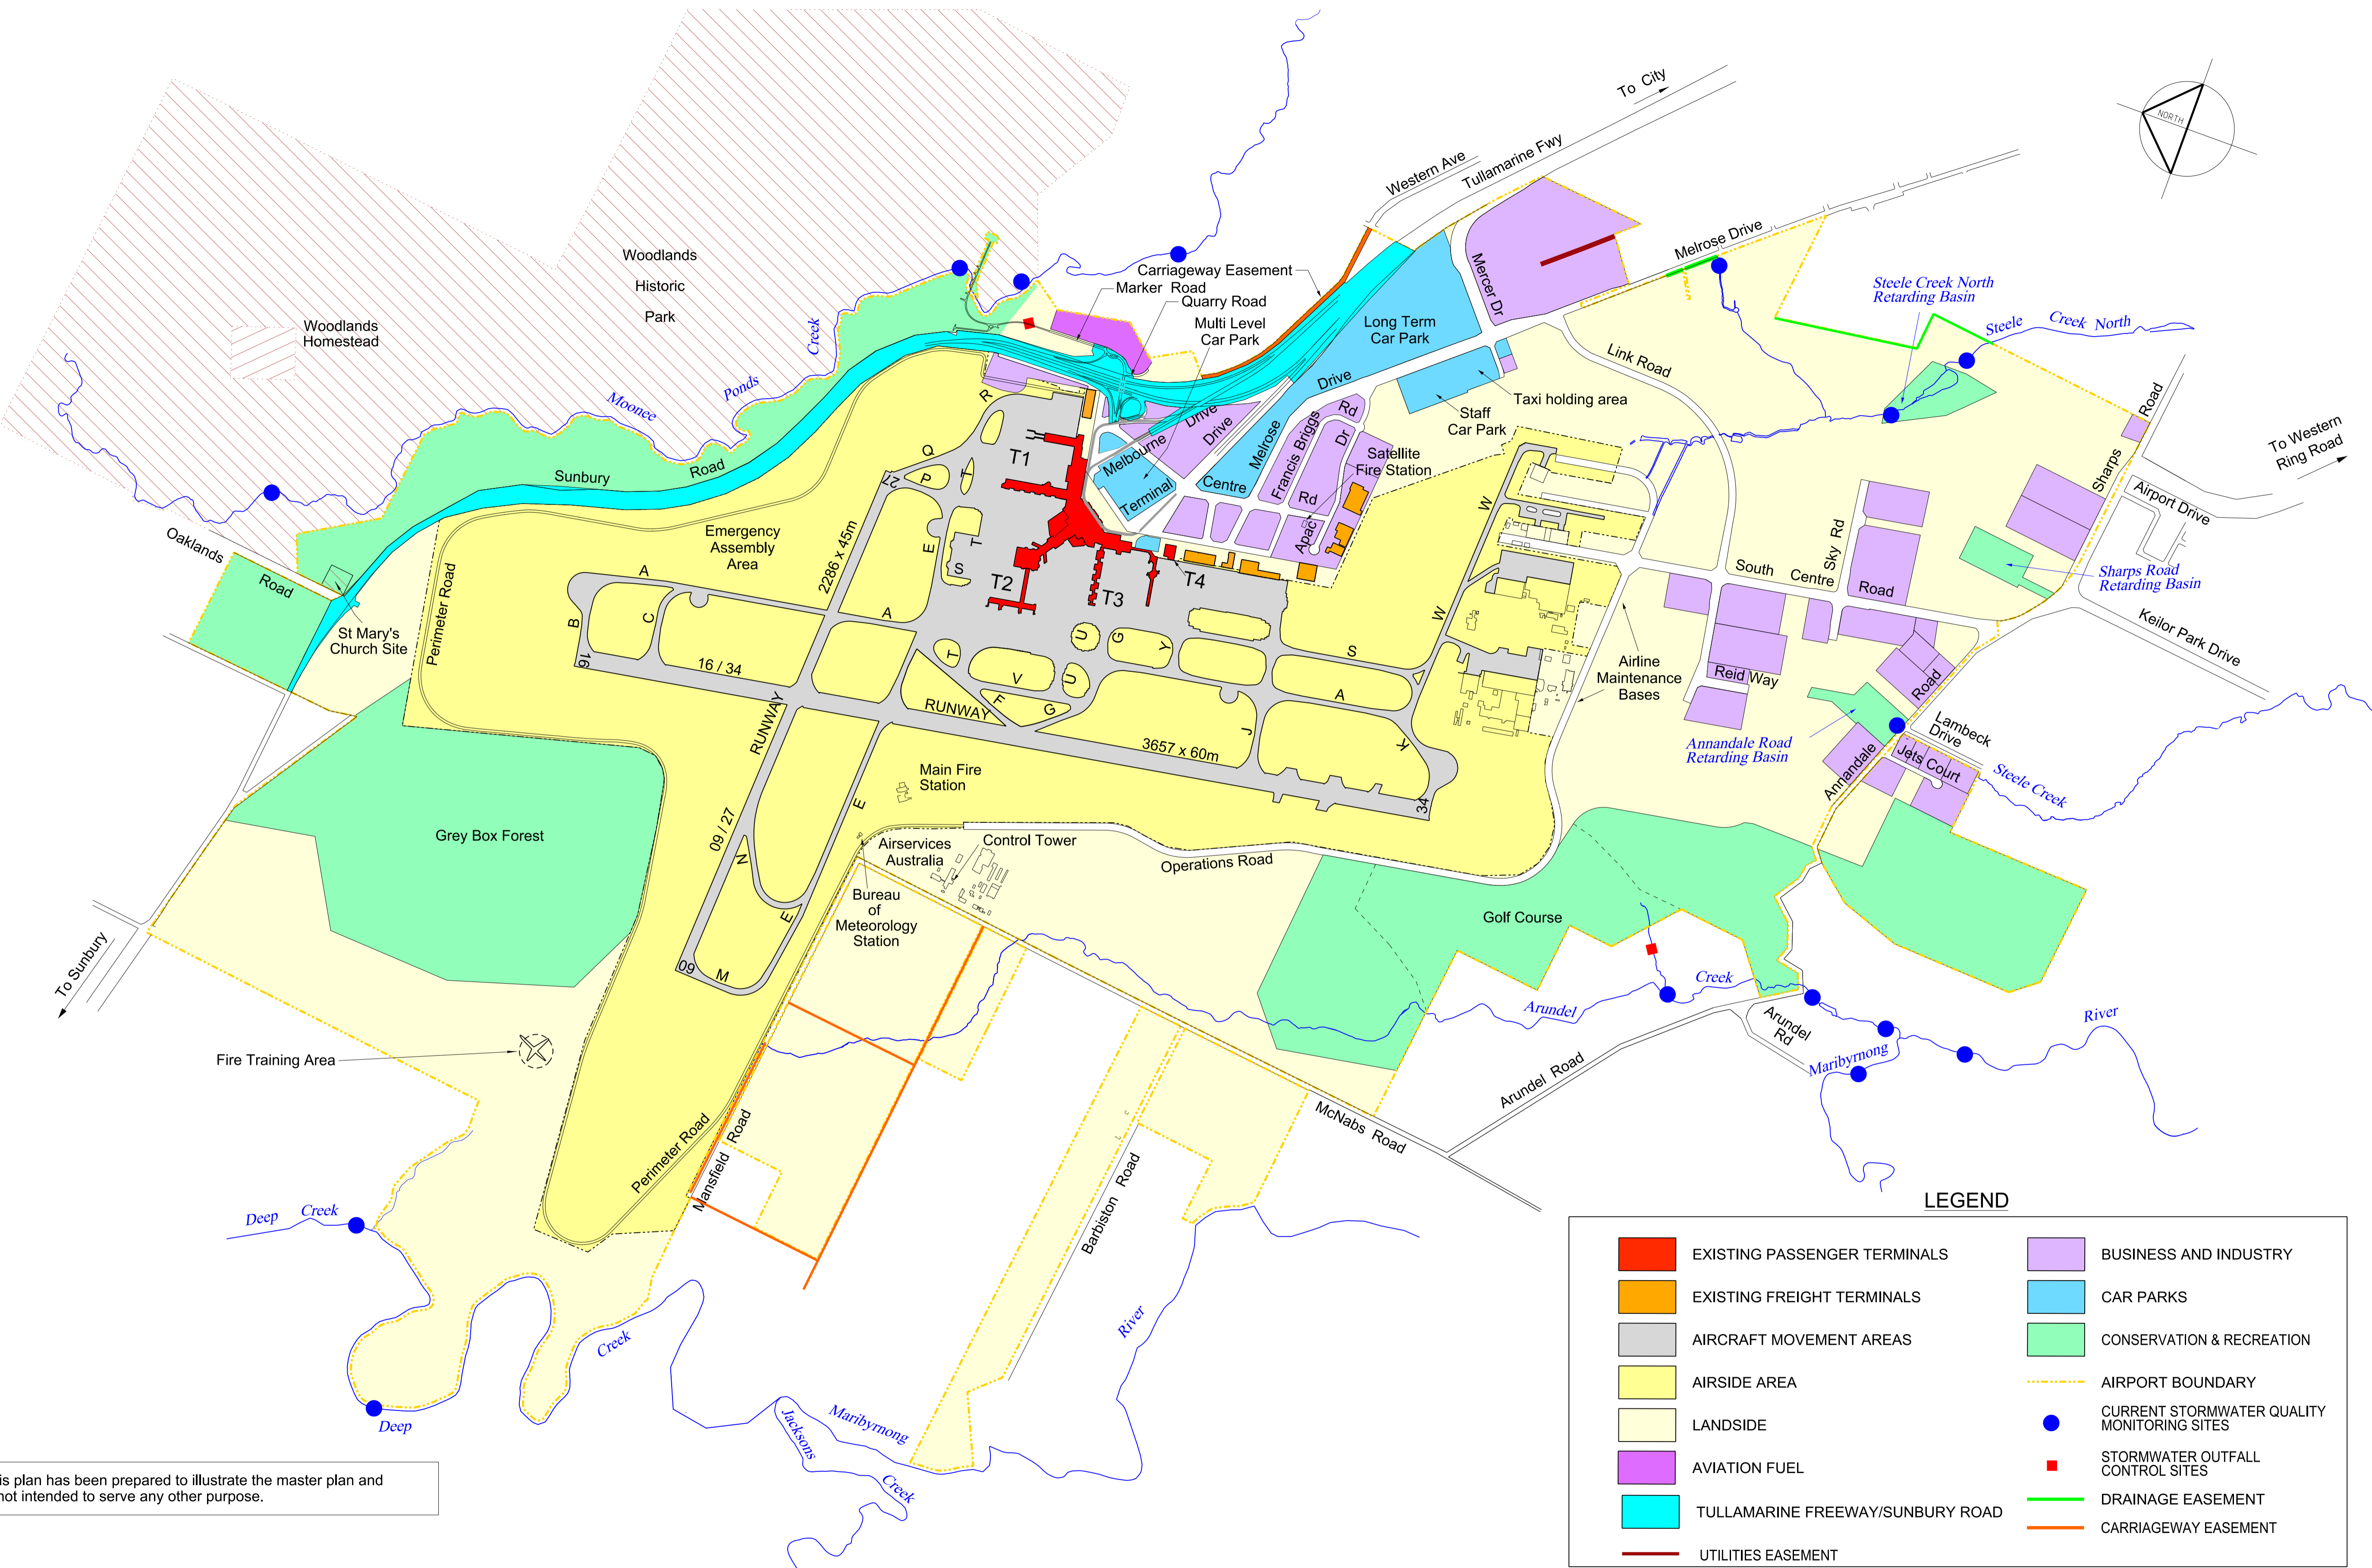 To City
Western Ave
Tullamarine Fwy
NORTH
Melrose Drive
Mercer Dr
Woodlands
Historic
Park
Woodlands
Homestead
Carriageway Easement
Marker Road
Quarry Road
Multi Level
Car Park
Long Term
Car Park
Steele Creek North
Retarding Basin
Steele Creek North
Creek
Moonee Ponds
Link Road
Drive
Taxi holding area
Staff
Car Park
Sharps Road
To Western
Ring Road
Airport Drive
Sunbury Road
Oaklands Road
St Mary's
Church Site
Perimeter Road
Emergency
Assembly
Area
R
Q
P
T
27
2286 x 45m
E
S
T
T1
T2
T3
T4
Melbourne Drive
Drive
Terminal
Centre
Melrose
Francis Briggs
Rd
Dr
Rd
Apac
Satellite
Fire Station
W
W
Sky Rd
South Centre Road
Sharps Road
Retarding Basin
Keilor Park Drive
A
B
C
A
16
16 / 34
T
U
G
Y
V
U
F
G
S
A
J
K
RUNWAY
RUNWAY
3657 x 60m
34
Airline
Maintenance
Bases
Reid Way
Road
Annandale
Annandale Road
Retarding Basin
Lambeck
Drive
Jets Court
Steele Creek
Grey Box Forest
09 / 27
N
E
E
M
09
Main Fire
Station
Airservices
Australia
Control Tower
Operations Road
Bureau
of
Meteorology
Station
Golf Course
To Sunbury
Fire Training Area
Arundel Creek
Arundel
Rd
Arundel Road
Maribyrnong River
McNabs Road
Perimeter Road
Mansfield Road
Barbiston Road
Deep Creek
Deep
Creek
Jacksons
Creek
Maribyrnong
River
is plan has been prepared to illustrate the master plan and
not intended to serve any other purpose.
LEGEND
EXISTING PASSENGER TERMINALS
EXISTING FREIGHT TERMINALS
AIRCRAFT MOVEMENT AREAS
AIRSIDE AREA
LANDSIDE
AVIATION FUEL
TULLAMARINE FREEWAY/SUNBURY ROAD
UTILITIES EASEMENT
BUSINESS AND INDUSTRY
CAR PARKS
CONSERVATION & RECREATION
AIRPORT BOUNDARY
CURRENT STORMWATER QUALITY
MONITORING SITES
STORMWATER OUTFALL
CONTROL SITES
DRAINAGE EASEMENT
CARRIAGEWAY EASEMENT